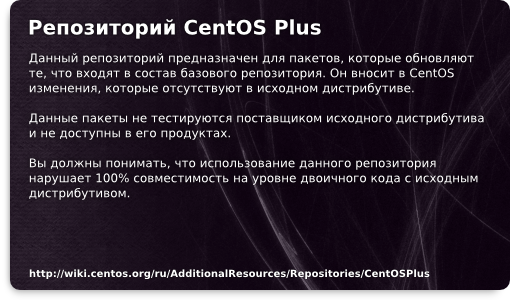 Репозиторий CentOS Plus
Данный репозиторий предназначен для пакетов, которые обновляют
те, что входят в состав базового репозитория. Он вносит в CentOS
изменения, которые отсутствуют в исходном дистрибутиве.
Данные пакеты не тестируются поставщиком исходного дистрибутива
и не доступны в его продуктах.
Вы должны понимать, что использование данного репозитория
нарушает 100% совместимость на уровне двоичного кода с исходным
дистрибутивом.
http://wiki.centos.org/ru/AdditionalResources/Repositories/CentOSPlus